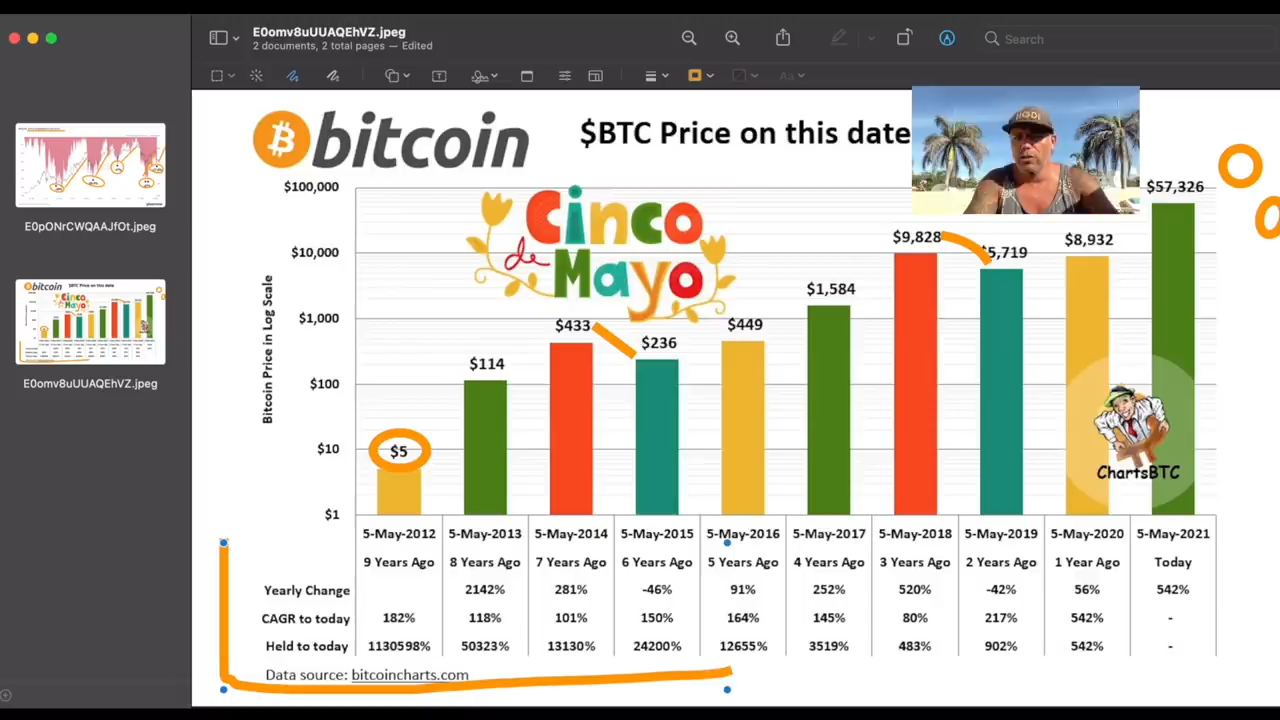 E0omv8uUUAQEhVZ.jpeg
2 documents, 2 total pages — Edited
Search
E0pONrCWQAAJfOt.jpeg
E0omv8uUUAQEhVZ.jpeg
bitcoin
$BTC Price on this date
Cinco
de
Mayo
Bitcoin Price in Log Scale
$100,000
$10,000
$1,000
$100
$10
$1
$5
$114
$433
$236
$449
$1,584
$9,828
$5,719
$8,932
$57,326
ChartsBTC
5-May-2012 5-May-2013 5-May-2014 5-May-2015 5-May-2016 5-May-2017 5-May-2018 5-May-2019 5-May-2020 5-May-2021
9 Years Ago 8 Years Ago 7 Years Ago 6 Years Ago 5 Years Ago 4 Years Ago 3 Years Ago 2 Years Ago 1 Year Ago Today
Yearly Change 2142% 281% -46% 91% 252% 520% -42% 56% 542%
CAGR to today 182% 118% 101% 150% 164% 145% 80% 217% 542% -
Held to today 1130598% 50323% 13130% 24200% 12655% 3519% 483% 902% 542% -
Data source: bitcoincharts.com